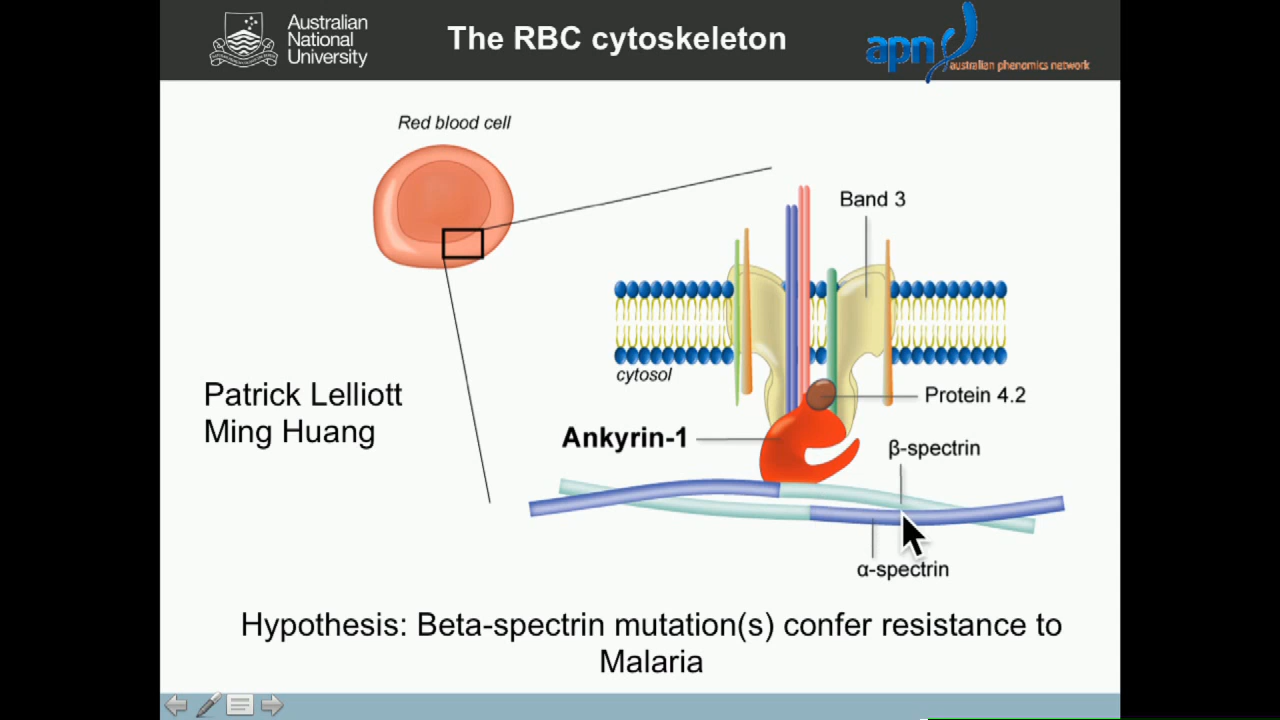 Australian
National
University
The RBC cytoskeleton
apn
australian phenomics network
Red blood cell
Band 3
cytosol
Protein 4.2
Patrick Lelliott
Ming Huang
Ankyrin-1
β-spectrin
α-spectrin
Hypothesis: Beta-spectrin mutation(s) confer resistance to
Malaria